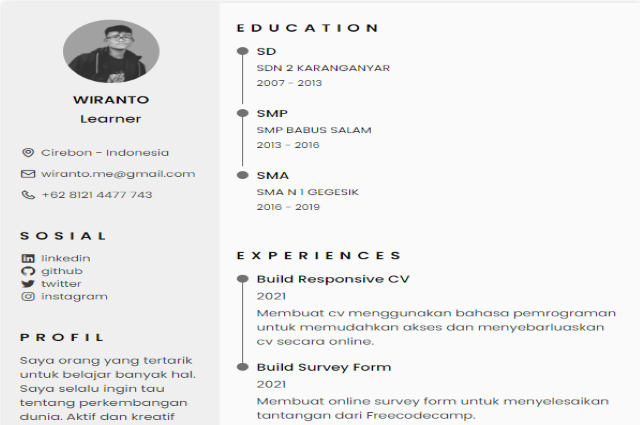 WIRANTO
Learner
Cirebon - Indonesia
wiranto.me@gmail.com
+62 8121 4477 743
SOSIAL
linkedin
github
twitter
instagram
PROFIL
Saya orang yang tertarik
untuk belajar banyak hal.
Saya selalu ingin tau
tentang perkembangan
dunia. Aktif dan kreatif
EDUCATION
SD
SDN 2 KARANGANYAR
2007 - 2013
SMP
SMP BABUS SALAM
2013 - 2016
SMA
SMA N 1 GEGESIK
2016 - 2019
EXPERIENCES
Build Responsive CV
2021
Membuat cv menggunakan bahasa pemrograman
untuk memudahkan akses dan menyebarluaskan
cv secara online.
Build Survey Form
2021
Membuat online survey form untuk menyelesaikan
tantangan dari Freecodecamp.